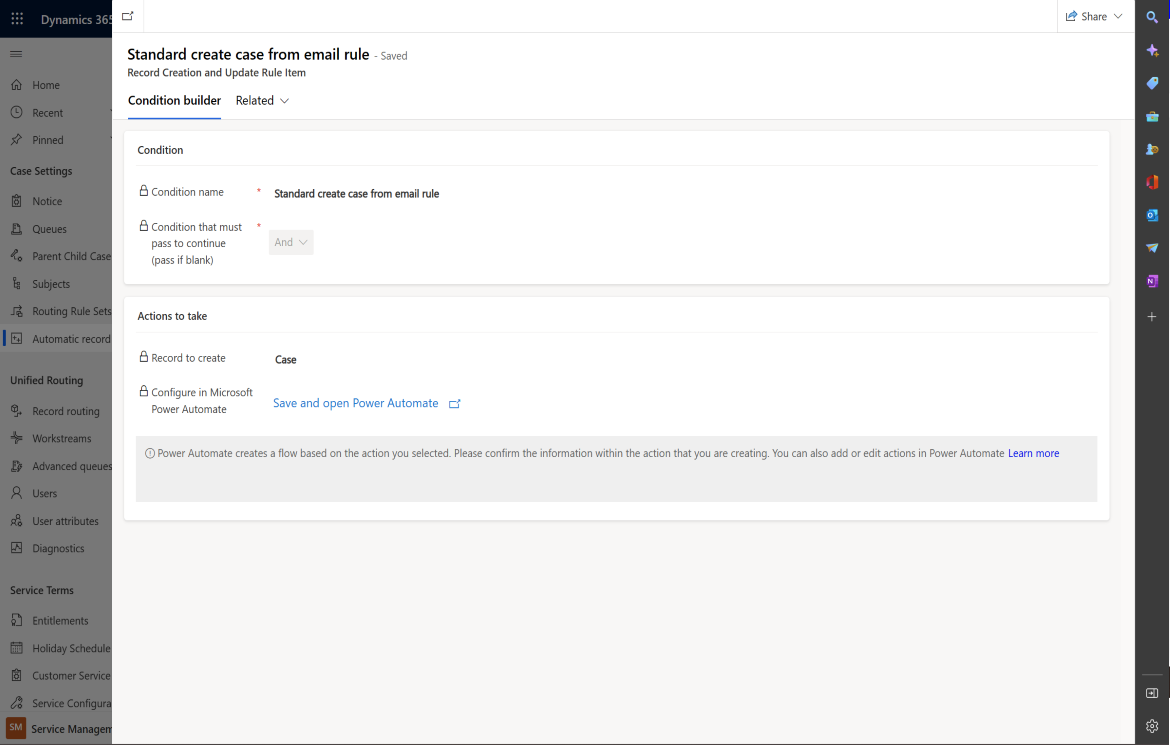 Dynamics 365
Share
Standard create case from email rule - Saved
Record Creation and Update Rule Item
Condition builder
Related
Home
Recent
Pinned
Case Settings
Notice
Queues
Parent Child Case
Subjects
Routing Rule Sets
Automatic record
Unified Routing
Record routing
Workstreams
Advanced queues
Users
User attributes
Diagnostics
Service Terms
Entitlements
Holiday Schedule
Customer Service
Service Configura
SM
Service Managem
Condition
Condition name
*
Standard create case from email rule
Condition that must
*
pass to continue
(pass if blank)
And
Actions to take
Record to create
Case
Configure in Microsoft
Power Automate
Save and open Power Automate
Power Automate creates a flow based on the action you selected. Please confirm the information within the action that you are creating. You can also add or edit actions in Power Automate Learn more